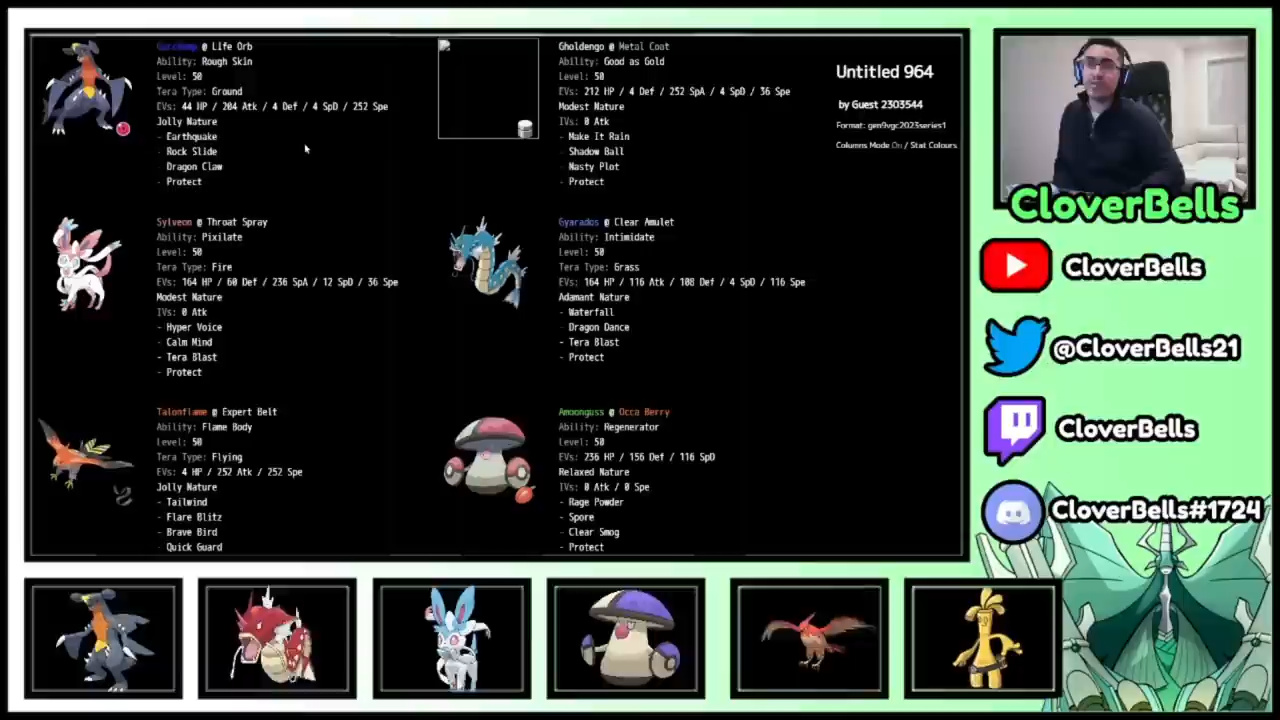 Garchomp @ Life Orb
Ability: Rough Skin
Level: 50
Tera Type: Ground
EVs: 44 HP / 204 Atk / 4 Def / 4 SpD / 252 Spe
Jolly Nature
- Earthquake
- Rock Slide
- Dragon Claw
- Protect
Gholdengo @ Metal Coat
Ability: Good as Gold
Level: 50
EVs: 212 HP / 4 Def / 252 SpA / 4 SpD / 36 Spe
Modest Nature
IVs: 0 Atk
- Make It Rain
- Shadow Ball
- Nasty Plot
- Protect
Untitled 964
by Guest 2303544
Format: gen9vgc2023series1
Columns Mode On / Stat Colours
Sylveon @ Throat Spray
Ability: Pixilate
Level: 50
Tera Type: Fire
EVs: 164 HP / 60 Def / 236 SpA / 12 SpD / 36 Spe
Modest Nature
IVs: 0 Atk
- Hyper Voice
- Calm Mind
- Tera Blast
- Protect
Gyarados @ Clear Amulet
Ability: Intimidate
Level: 50
Tera Type: Grass
EVs: 164 HP / 116 Atk / 108 Def / 4 SpD / 116 Spe
Adamant Nature
- Waterfall
- Dragon Dance
- Tera Blast
- Protect
Talonflame @ Expert Belt
Ability: Flame Body
Level: 50
Tera Type: Flying
EVs: 4 HP / 252 Atk / 252 Spe
Jolly Nature
- Tailwind
- Flare Blitz
- Brave Bird
- Quick Guard
Amoonguss @ Occa Berry
Ability: Regenerator
Level: 50
EVs: 236 HP / 156 Def / 116 SpD
Relaxed Nature
IVs: 0 Atk / 0 Spe
- Rage Powder
- Spore
- Clear Smog
- Protect
CloverBells
CloverBells
@CloverBells21
CloverBells
CloverBells#1724